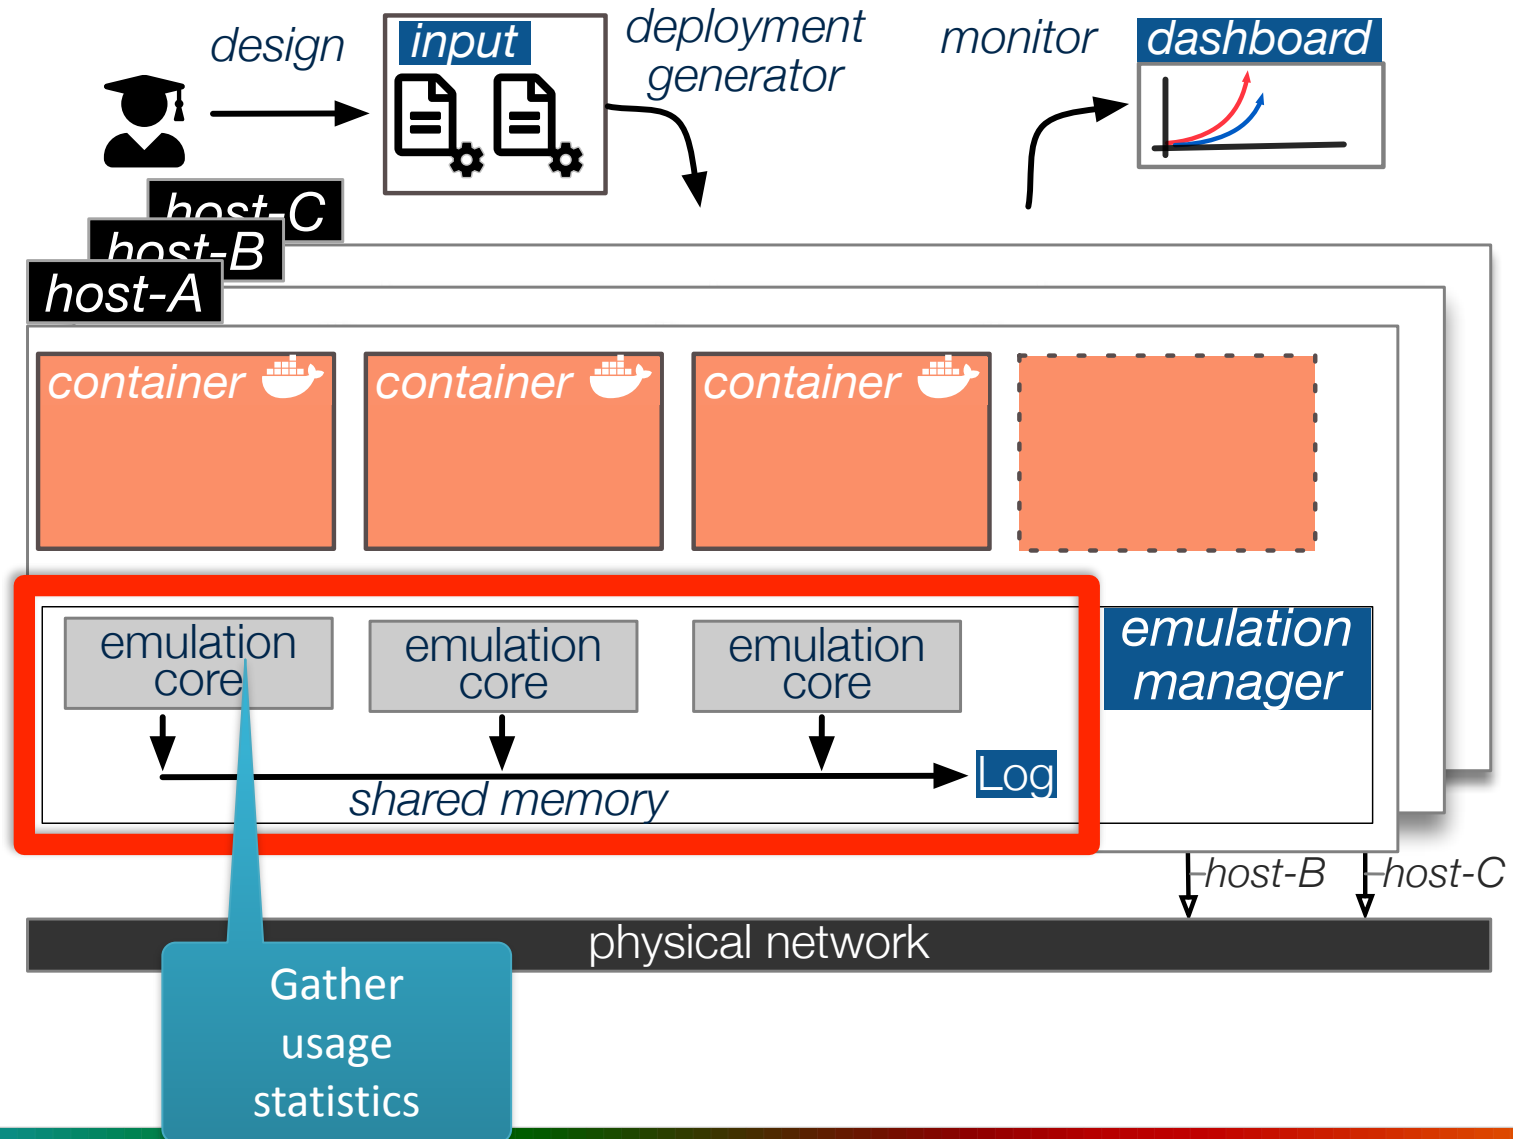 design
input
deployment
generator
monitor
dashboard
host-C
host-B
host-A
container
container
container
emulation
core
emulation
core
emulation
core
emulation
manager
shared memory
Log
host-B
host-C
physical network
Gather
usage
statistics